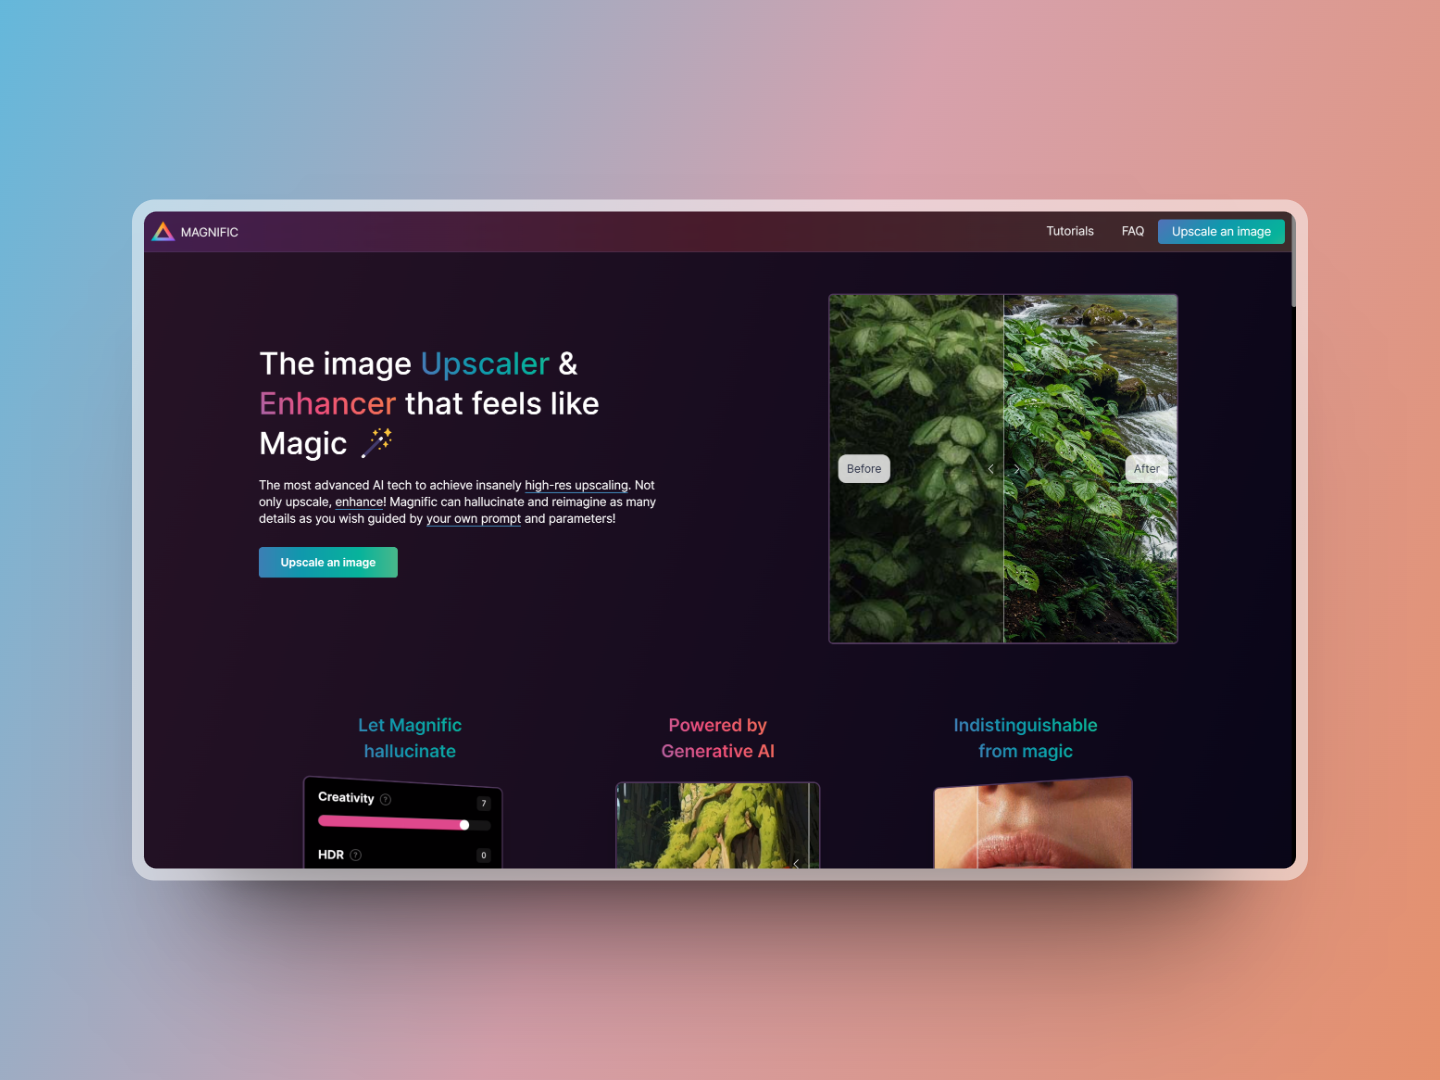 MAGNIFIC
Tutorials
FAQ
Upscale an image
The image Upscaler &
Enhancer that feels like
Magic 🪄
The most advanced AI tech to achieve insanely high-res upscaling. Not
only upscale, enhance! Magnific can hallucinate and reimagine as many
details as you wish guided by your own prompt and parameters!
Upscale an image
Before
After
Let Magnific
hallucinate
Creativity ?
7
HDR ?
0
Powered by
Generative AI
Indistinguishable
from magic